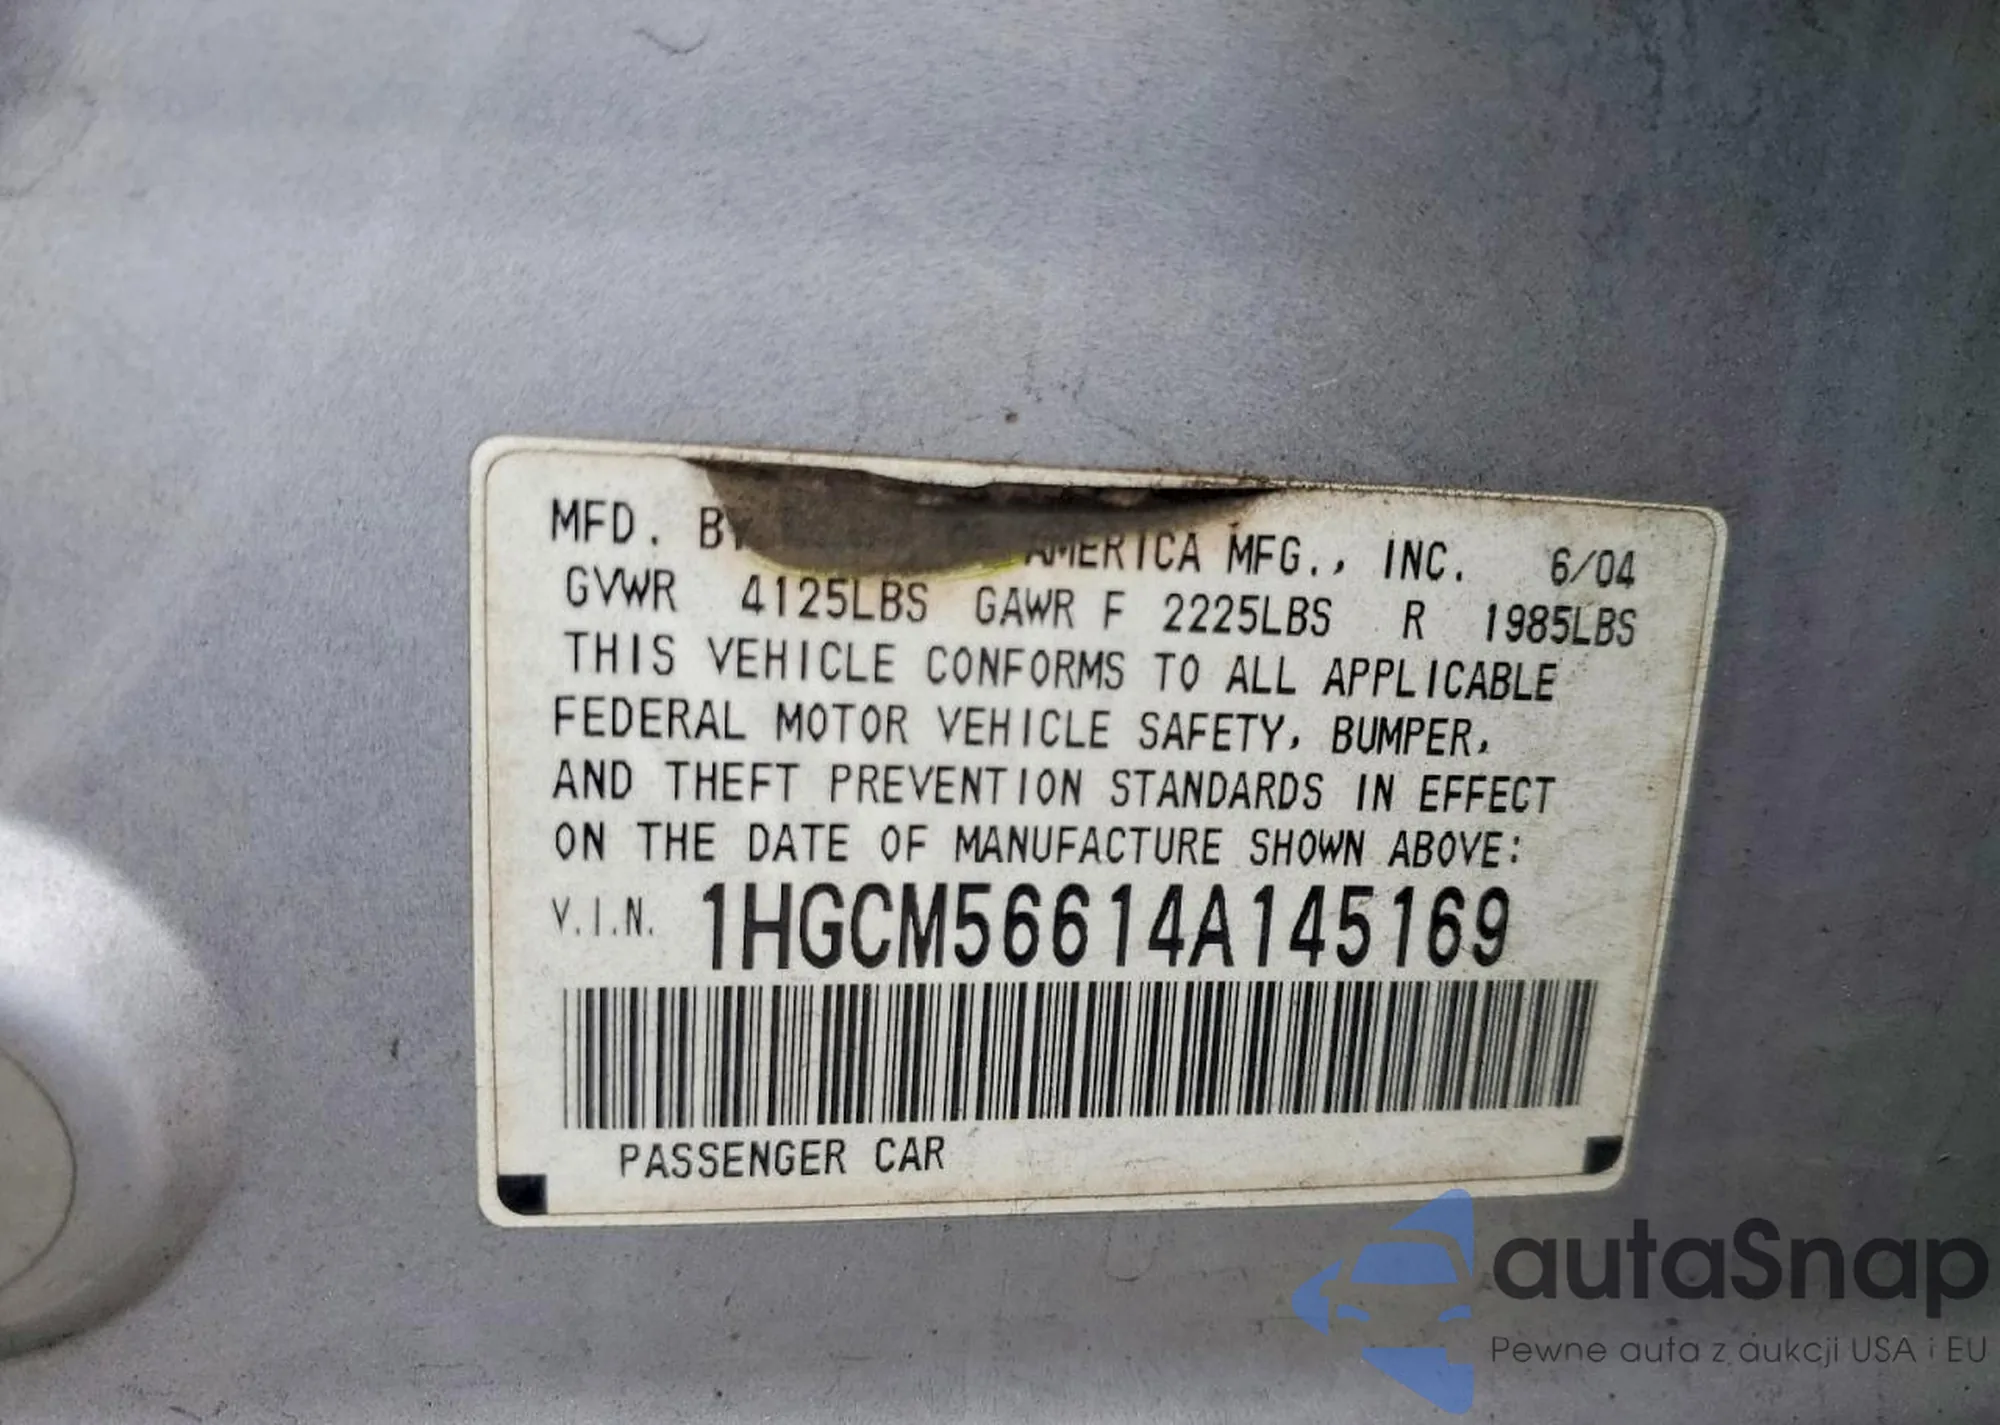 MFD. BY AMERICA MFG., INC. 6/04
GVWR 4125LBS GAWR F 2225LBS R 1985LBS
THIS VEHICLE CONFORMS TO ALL APPLICABLE
FEDERAL MOTOR VEHICLE SAFETY, BUMPER,
AND THEFT PREVENTION STANDARDS IN EFFECT
ON THE DATE OF MANUFACTURE SHOWN ABOVE:
V.I.N. 1HGCM56614A145169
PASSENGER CAR
autaSnap
Pewne auta z aukcji USA i EU